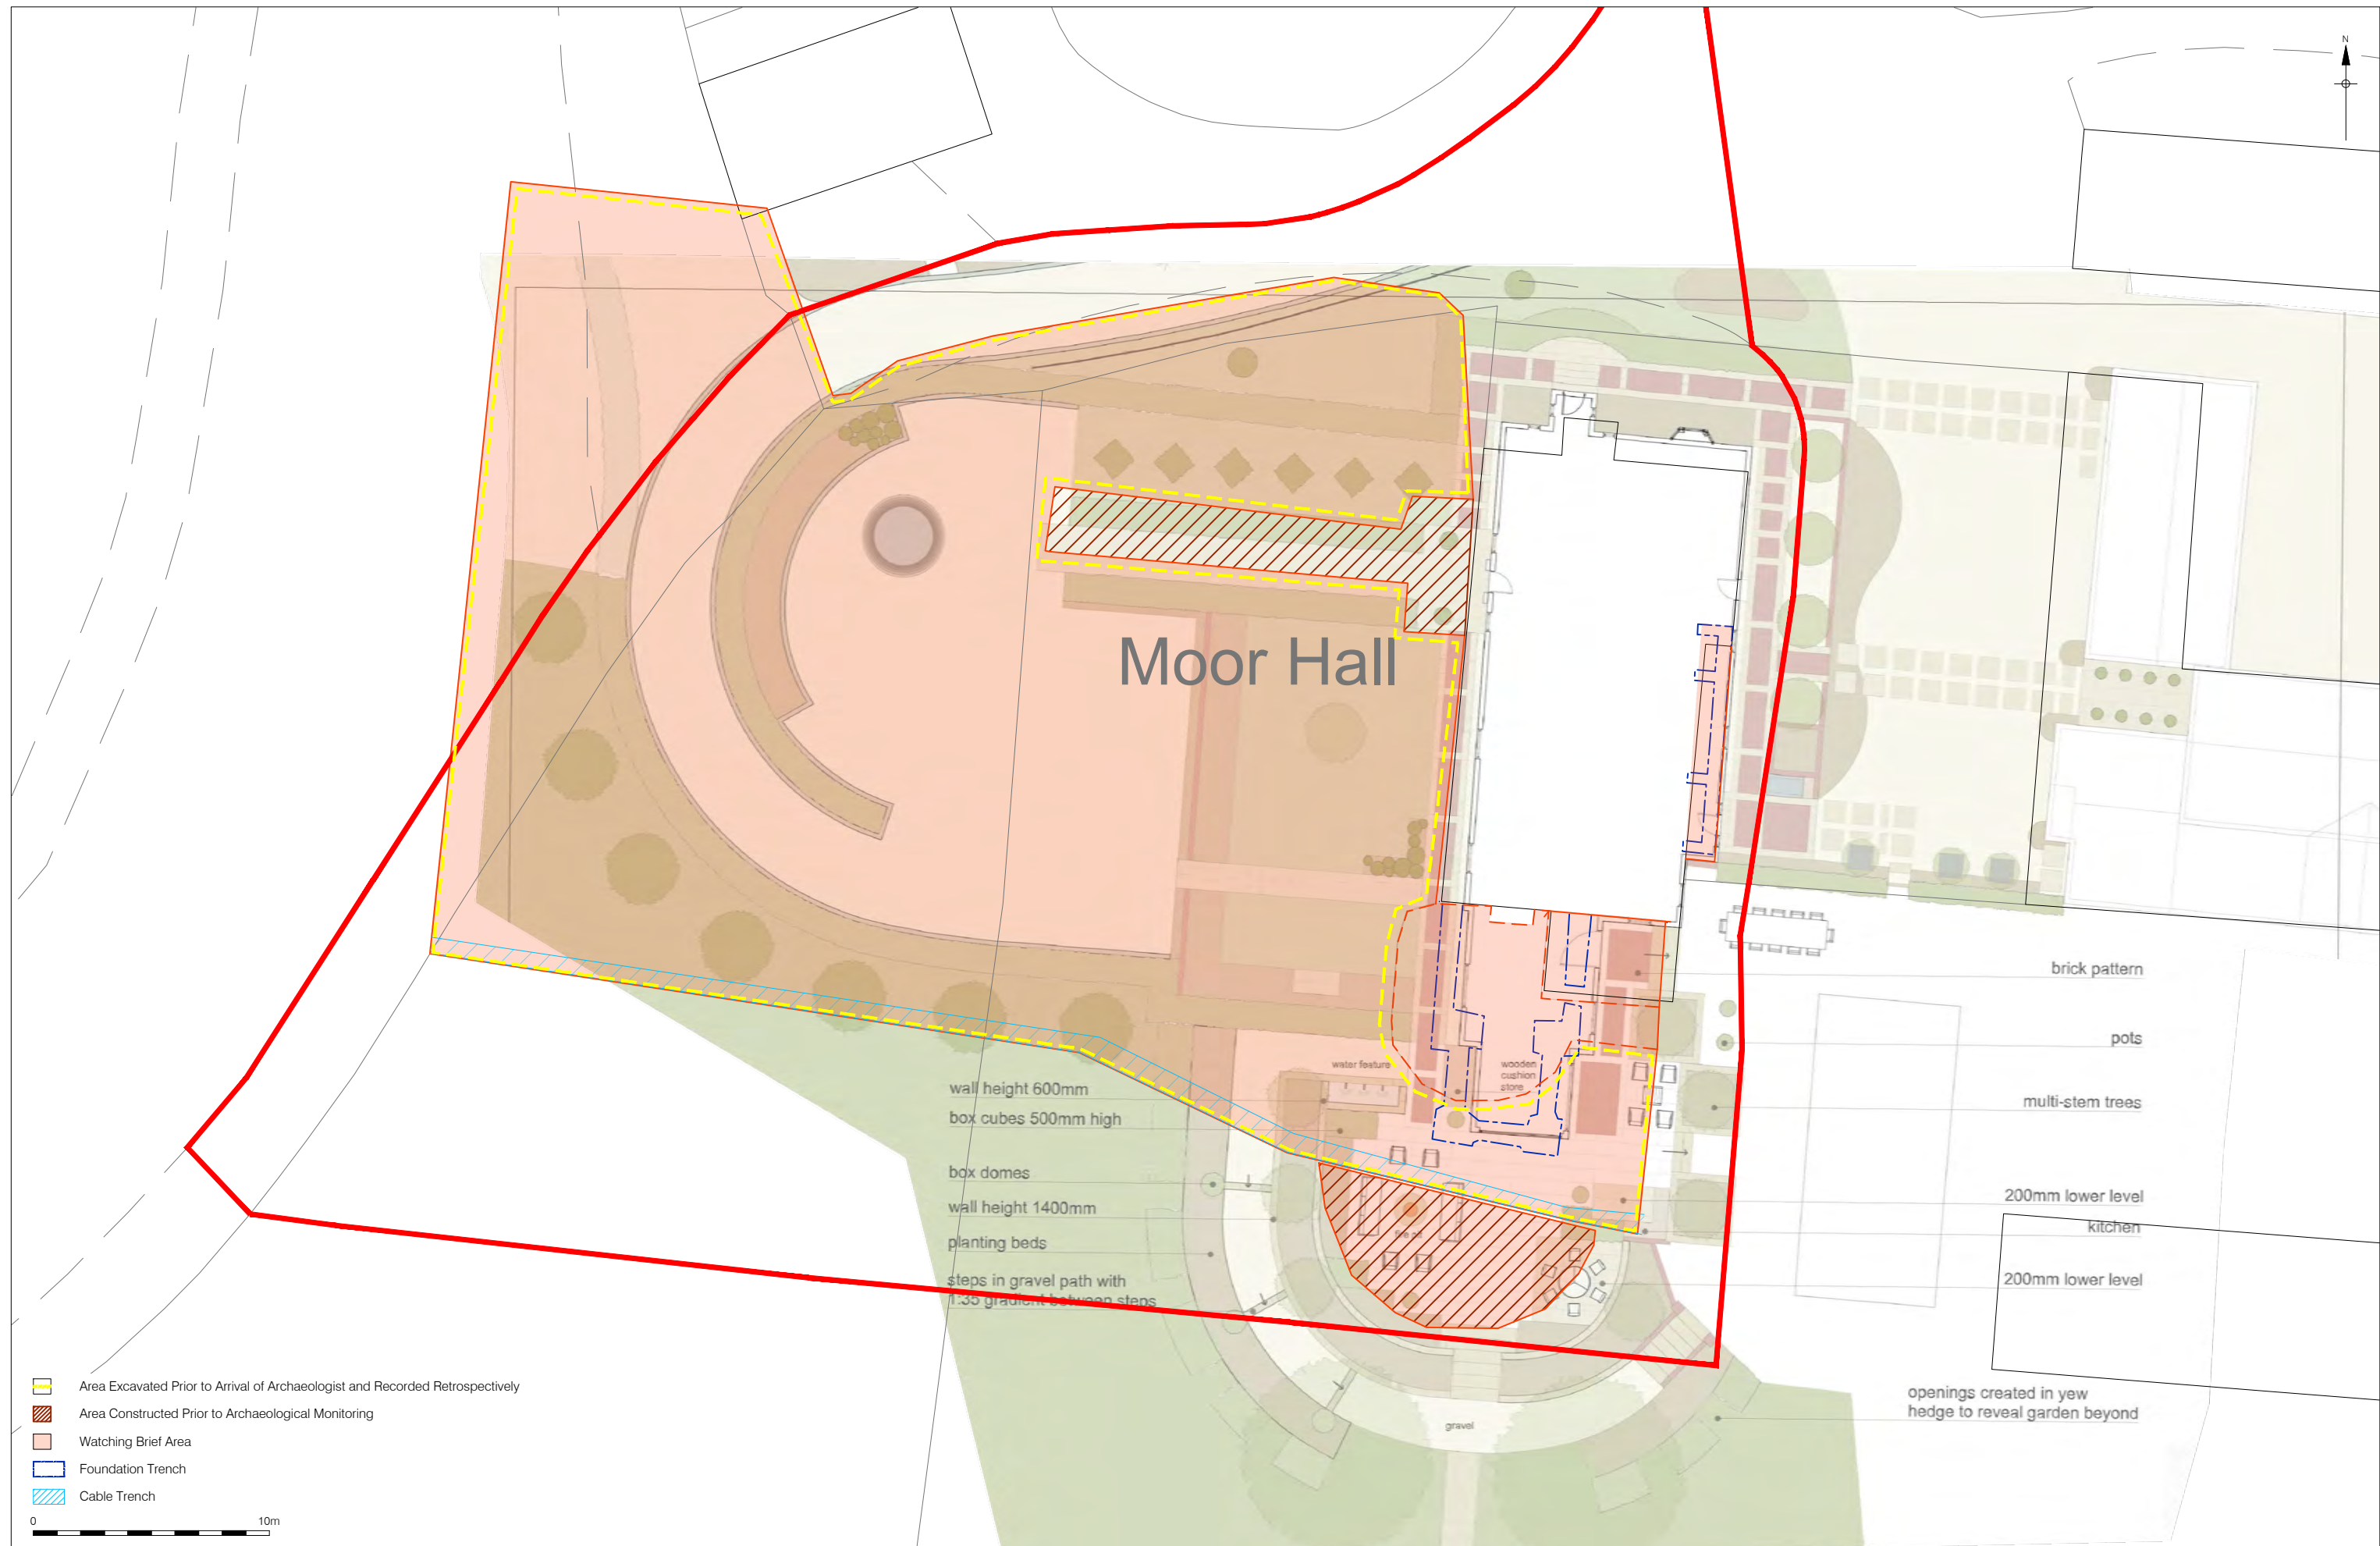 N
Moor Hall
brick pattern
pots
water feature
wooden
cushion
store
wall height 600mm
box cubes 500mm high
multi-stem trees
box domes
wall height 1400mm
planting beds
steps in gravel path with
1:35 gradient between steps
fire pit
200mm lower level
kitchen
200mm lower level
openings created in yew
hedge to reveal garden beyond
gravel
Area Excavated Prior to Arrival of Archaeologist and Recorded Retrospectively
Area Constructed Prior to Archaeological Monitoring
Watching Brief Area
Foundation Trench
Cable Trench
0 10m